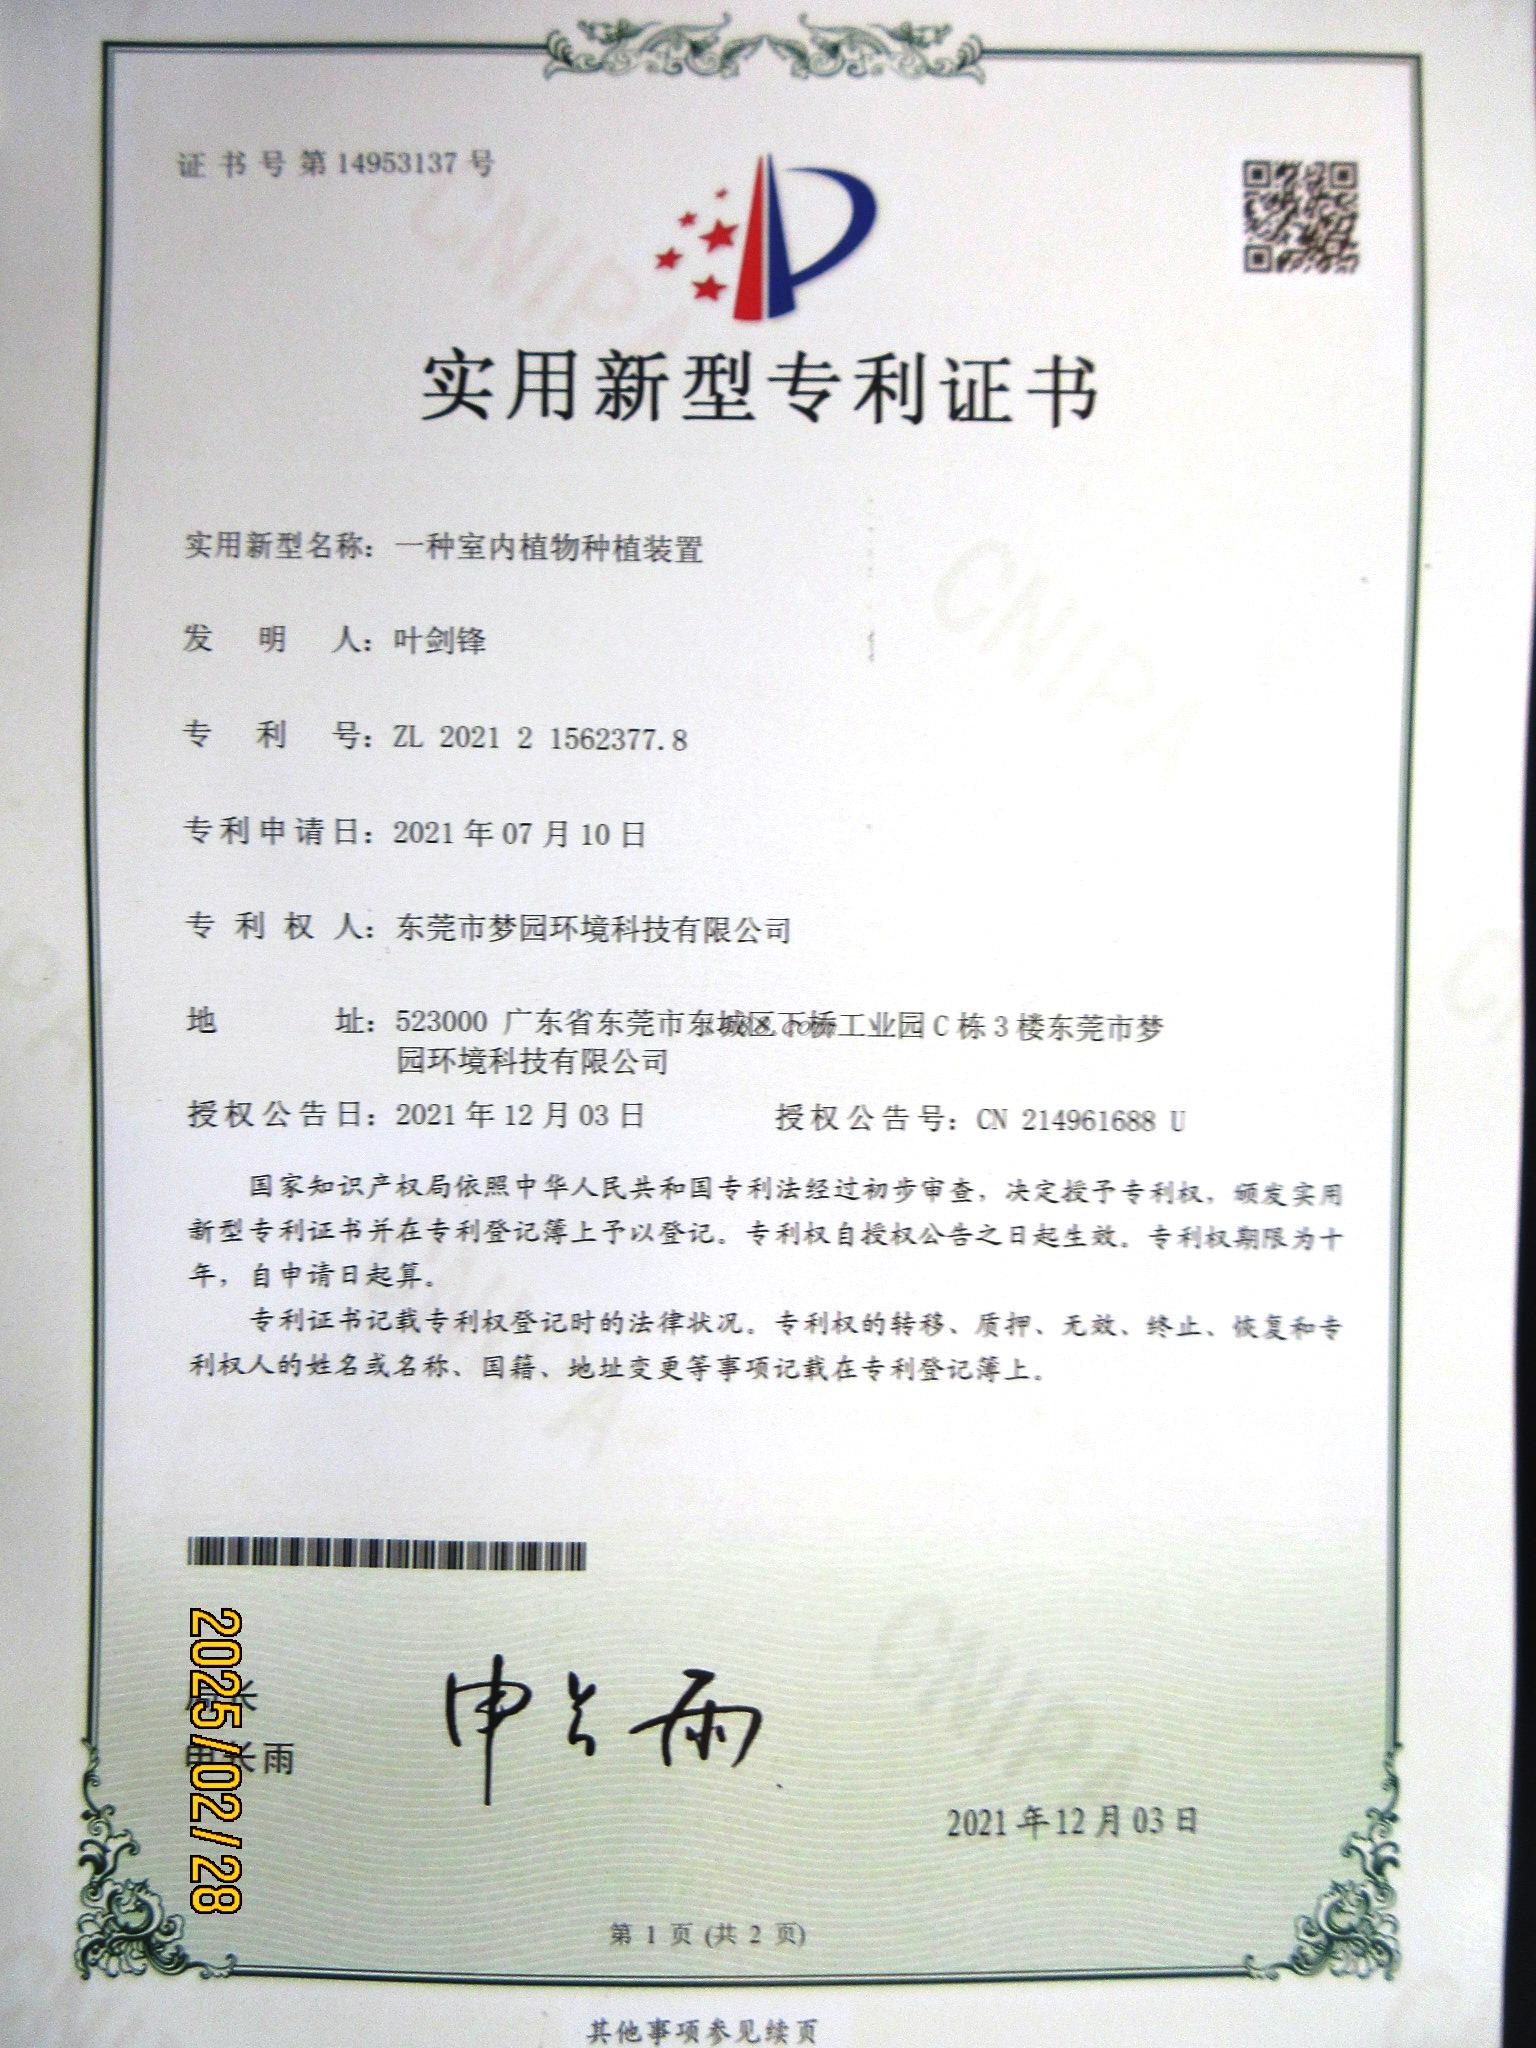 证书号第14953137号
实用新型专利证书
实用新型名称：一种室内植物种植装置
发明人：叶剑锋
专利号：ZL 2021 2 1562377.8
专利申请日：2021年07月10日
专利权人：东莞市梦园环境科技有限公司
地址：523000 广东省东莞市东城区下桥工业园C栋3楼东莞市梦
园环境科技有限公司
授权公告日：2021年12月03日 授权公告号：CN 214961688 U
国家知识产权局依照中华人民共和国专利法经过初步审查，决定授予专利权，颁发实用
新型专利证书并在专利登记簿上予以登记。专利权自授权公告之日起生效。专利权期限为十
年，自申请日起算。
专利证书记载专利权登记时的法律状况。专利权的转移、质押、无效、终止、恢复和专
利权人的姓名或名称、国籍、地址变更等事项记载在专利登记簿上。
局长
申长雨
申长雨
2025/02/28
2021年12月03日
第 1 页 (共 2 页)
其他事项参见续页
CNIPA
CNIPA
CNIPA